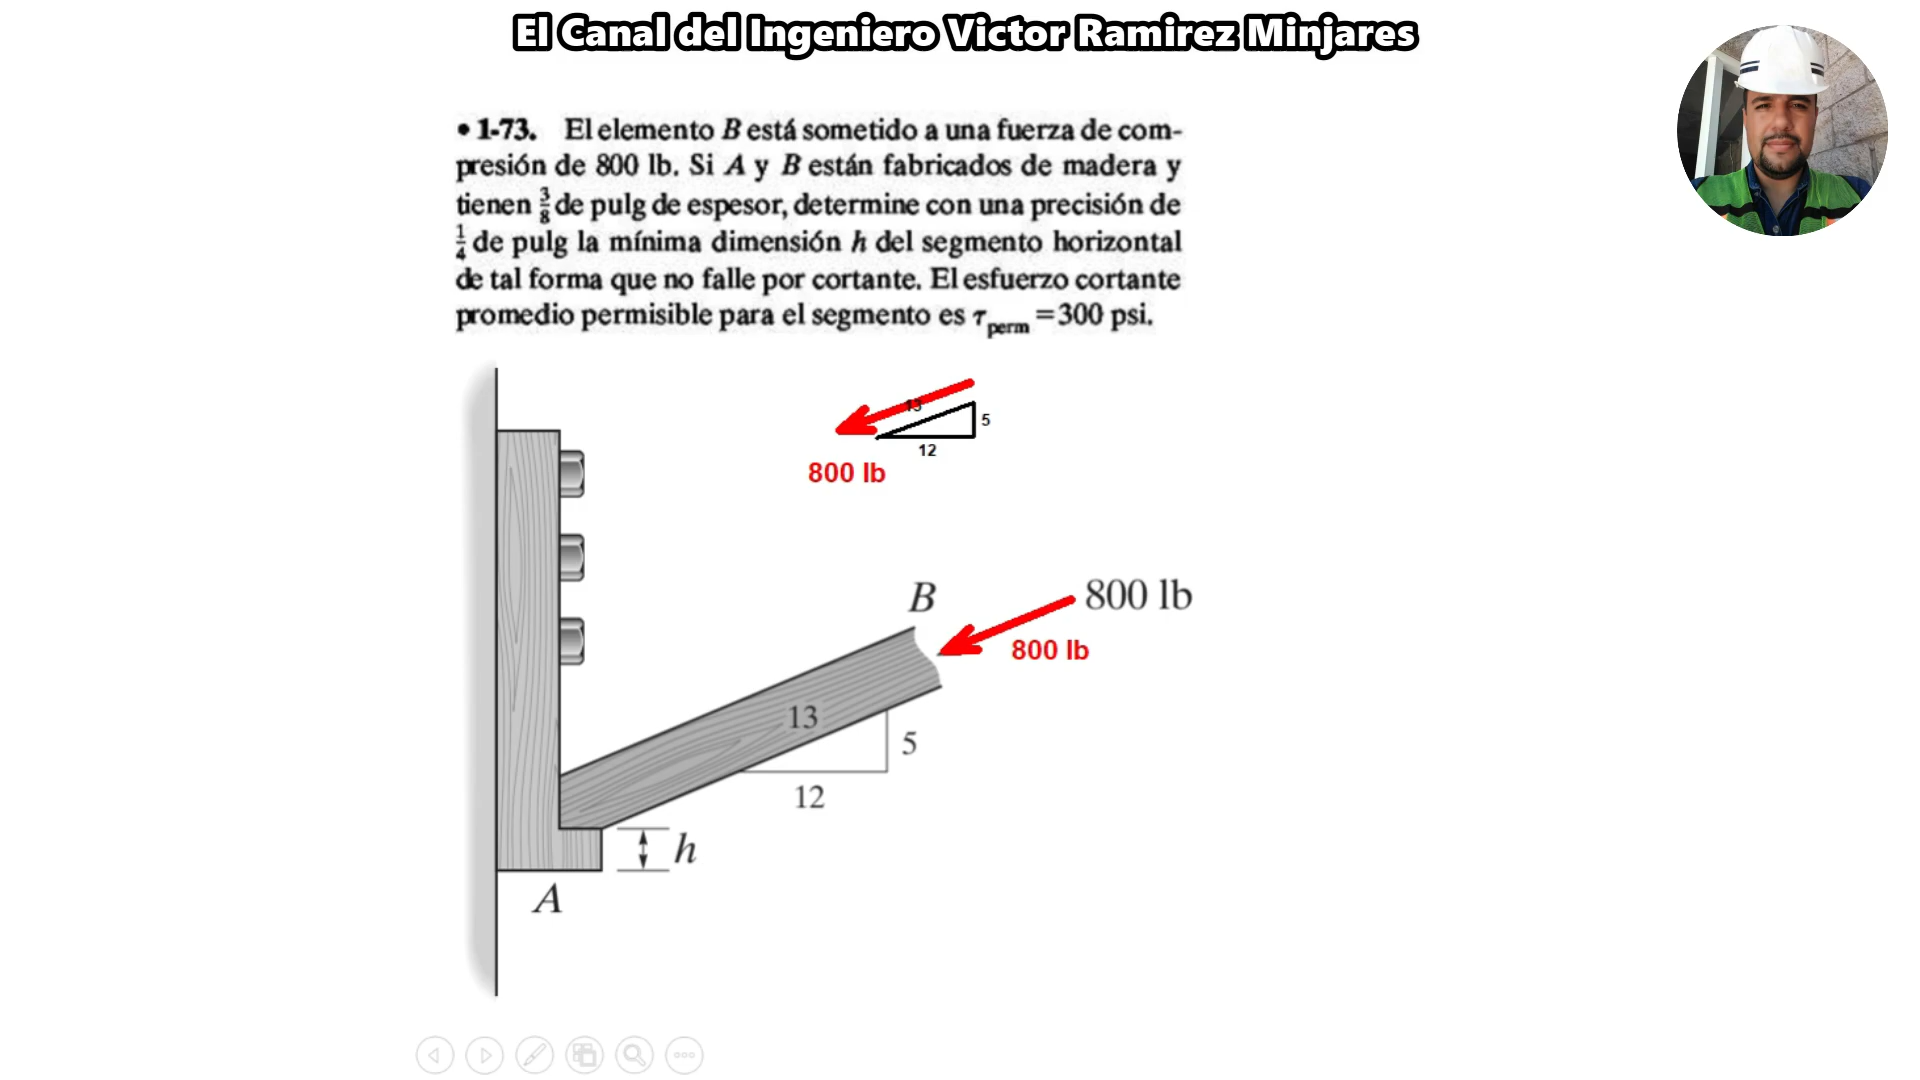 El Canal del Ingeniero Victor Ramirez Minjares
• 1-73. El elemento B está sometido a una fuerza de com-
presión de 800 lb. Si A y B están fabricados de madera y
tienen 3/8 de pulg de espesor, determine con una precisión de
1/4 de pulg la mínima dimensión h del segmento horizontal
de tal forma que no falle por cortante. El esfuerzo cortante
promedio permisible para el segmento es τperm = 300 psi.
13
5
12
800 lb
B
800 lb
800 lb
13
5
12
h
A